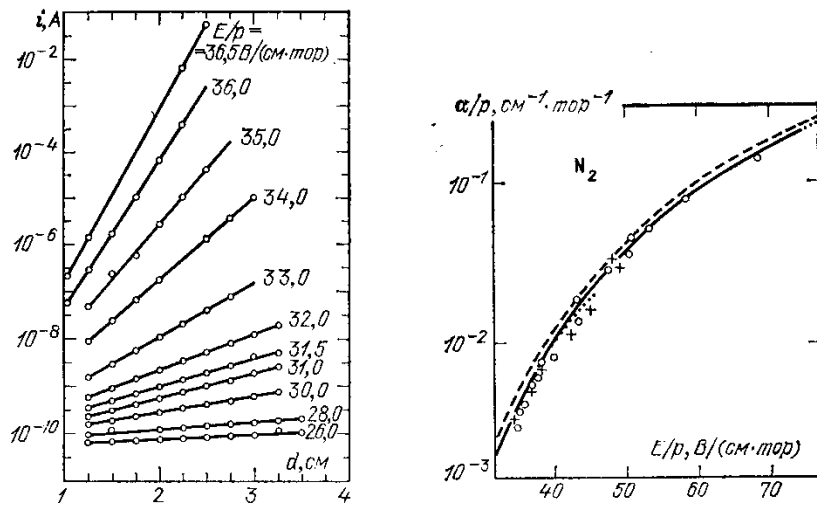 i, А
E/p =
=36,5 В/(см·тор)
36,0
35,0
34,0
33,0
32,0
31,5
31,0
30,0
28,0
26,0
10⁻²
10⁻⁴
10⁻⁶
10⁻⁸
10⁻¹⁰
d, см
1 2 3 4
α/p, см⁻¹·тор⁻¹
N₂
10⁻¹
10⁻²
10⁻³
E/p, В/(см·тор)
40 50 60 70